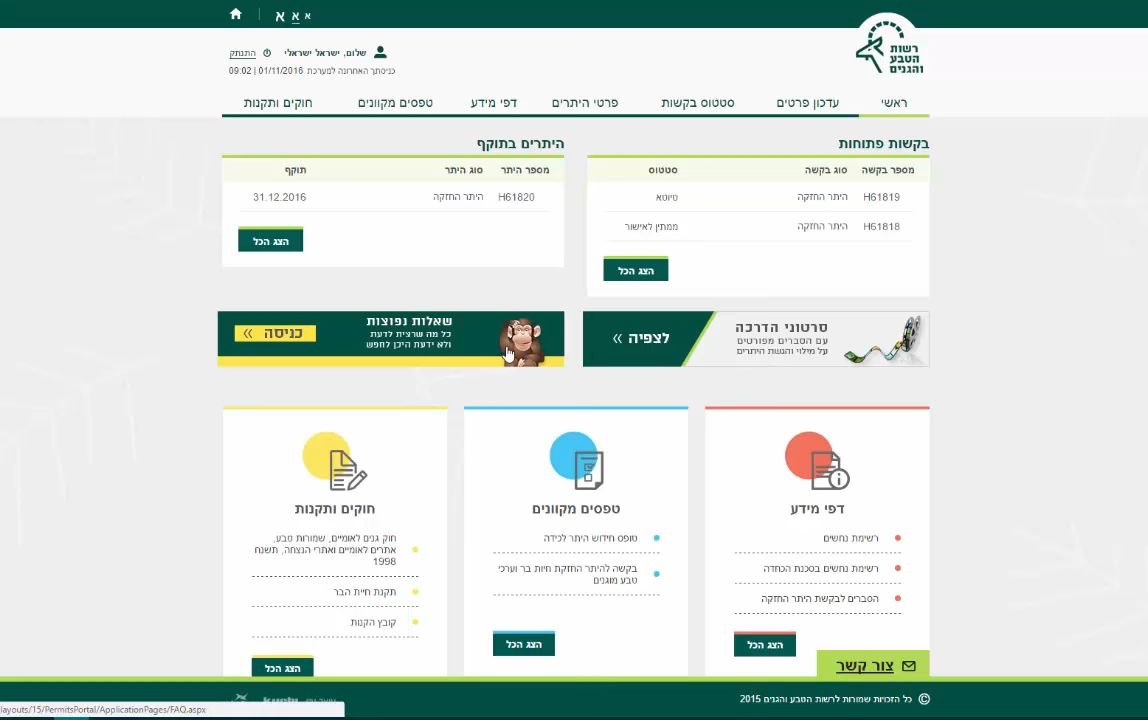 א א א
רשות
הטבע
והגנים
שלום, ישראל ישראלי
התנתק
כניסתך האחרונה למערכת 01/11/2016 | 09:02
ראשי
עדכון פרטים
סטטוס בקשות
פרטי היתרים
דפי מידע
טפסים מקוונים
חוקים ותקנות
בקשות פתוחות
מספר בקשה סוג בקשה סטטוס
H61819 היתר החזקה טיוטא
H61818 היתר החזקה ממתין לאישור
הצג הכל
היתרים בתוקף
מספר היתר סוג היתר תוקף
H61820 היתר החזקה 31.12.2016
הצג הכל
סרטוני הדרכה
עם הסברים מפורטים
על מילוי והגשת היתרים
לצפיה »
שאלות נפוצות
כל מה שרצית לדעת
ולא ידעת היכן לחפש
כניסה »
דפי מידע
רשימת נחשים
רשימת נחשים בסכנת הכחדה
הסברים לבקשת היתר החזקה
הצג הכל
טפסים מקוונים
טופס חידוש היתר לכידה
בקשה להיתר החזקת חיות בר וערכי
טבע מוגנים
הצג הכל
חוקים ותקנות
חוק גנים לאומיים, שמורות טבע,
אתרים לאומיים ואתרי הנצחה, תשנח
1998
תקנת חיית הבר
קובץ הקנות
הצג הכל
צור קשר
© כל הזכויות שמורות לרשות הטבע והגנים 2015
layouts/15/PermitsPortal/ApplicationPages/FAQ.aspx